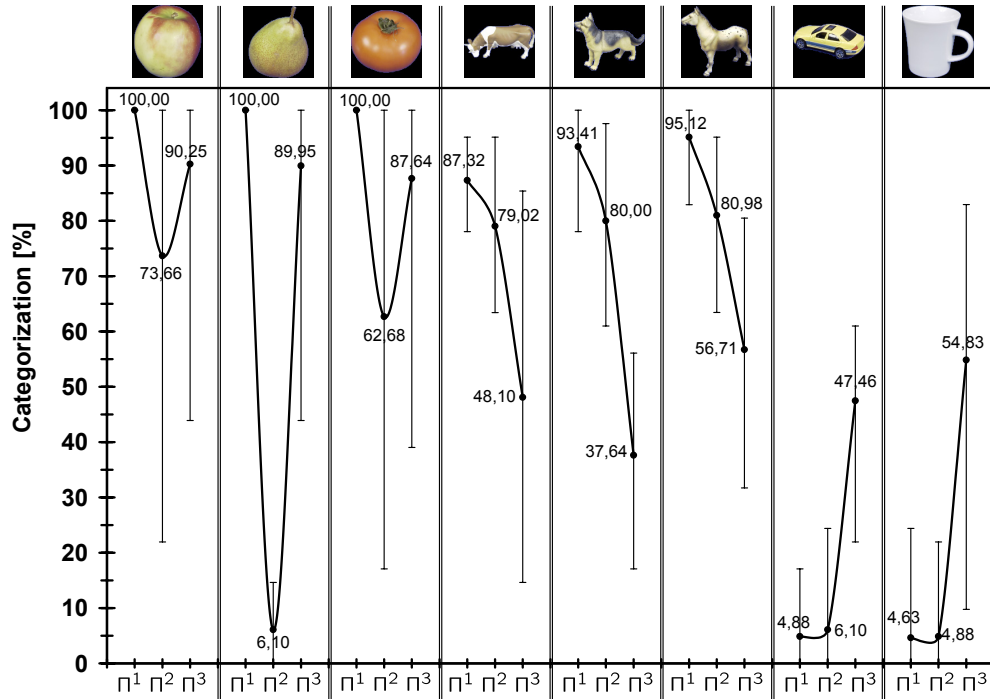 100,00 100,00 100,00
90,25 89,95 87,64 87,32 93,41 95,12
73,66 62,68 79,02 80,00 80,98
6,10 48,10 37,64 56,71 47,46 54,83
4,88 6,10 4,63 4,88
Categorization [%]
100
90
80
70
60
50
40
30
20
10
0
Π¹ Π² Π³ Π¹ Π² Π³ Π¹ Π² Π³ Π¹ Π² Π³ Π¹ Π² Π³ Π¹ Π² Π³ Π¹ Π² Π³ Π¹ Π² Π³